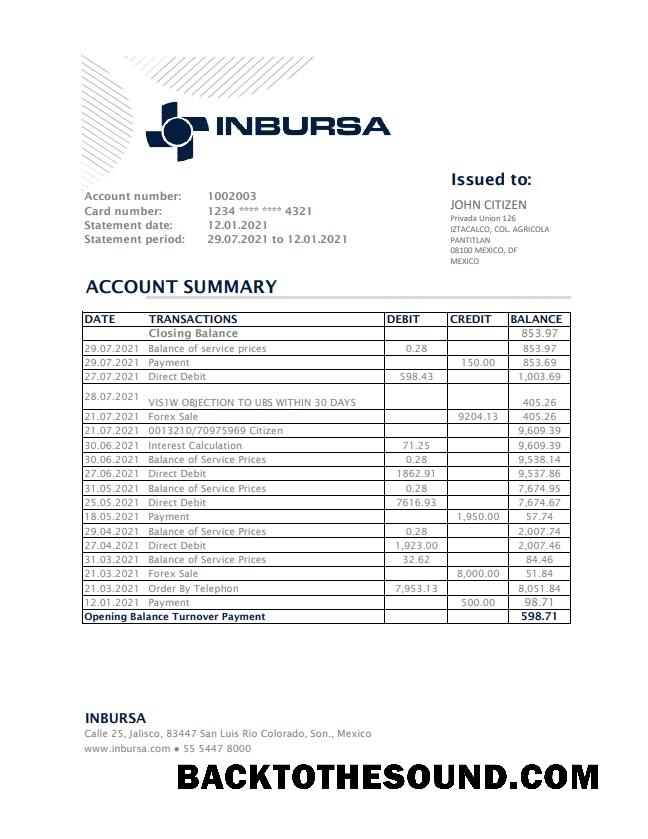 INBURSA
Issued to:
Account number: 1002003
Card number: 1234 **** **** 4321
Statement date: 12.01.2021
Statement period: 29.07.2021 to 12.01.2021
JOHN CITIZEN
Privada Union 126
IZTACALCO, COL. AGRICOLA
PANTITLAN
08100 MEXICO, DF
MEXICO
ACCOUNT SUMMARY
DATE TRANSACTIONS DEBIT CREDIT BALANCE
Closing Balance 853.97
29.07.2021 Balance of service prices 0.28 853.97
29.07.2021 Payment 150.00 853.69
27.07.2021 Direct Debit 598.43 1,003.69
28.07.2021 VIS1W OBJECTION TO UBS WITHIN 30 DAYS 405.26
21.07.2021 Forex Sale 9204.13 405.26
21.07.2021 0013210/70975969 Citizen 9,609.39
30.06.2021 Interest Calculation 71.25 9,609.39
30.06.2021 Balance of Service Prices 0.28 9,538.14
27.06.2021 Direct Debit 1862.91 9,537.86
31.05.2021 Balance of Service Prices 0.28 7,674.95
25.05.2021 Direct Debit 7616.93 7,674.67
18.05.2021 Payment 1,950.00 57.74
29.04.2021 Balance of Service Prices 0.28 2,007.74
27.04.2021 Direct Debit 1,923.00 2,007.46
31.03.2021 Balance of Service Prices 32.62 84.46
21.03.2021 Forex Sale 8,000.00 51.84
21.03.2021 Order By Telephon 7,953.13 8,051.84
12.01.2021 Payment 500.00 98.71
Opening Balance Turnover Payment 598.71
INBURSA
Calle 25, Jalisco, 83447 San Luis Río Colorado, Son., Mexico
www.inbursa.com ● 55 5447 8000
BACKTOTHESOUND.COM